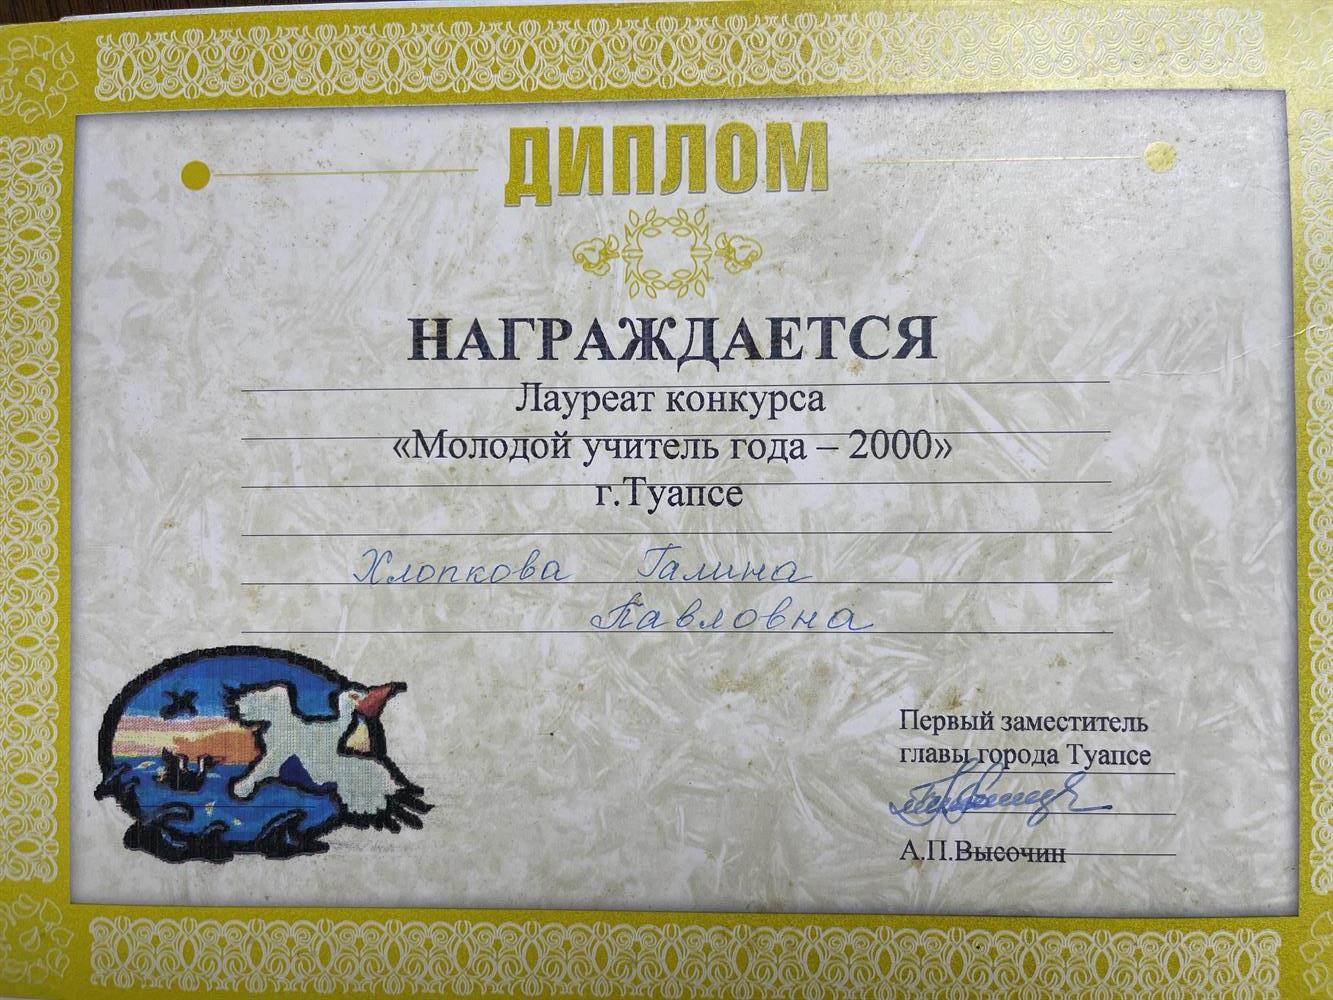 ДИПЛОМ
НАГРАЖДАЕТСЯ
Лауреат конкурса
«Молодой учитель года – 2000»
г.Туапсе
Хлопкова Галина
Павловна
Первый заместитель
главы города Туапсе
А.П.Высочин